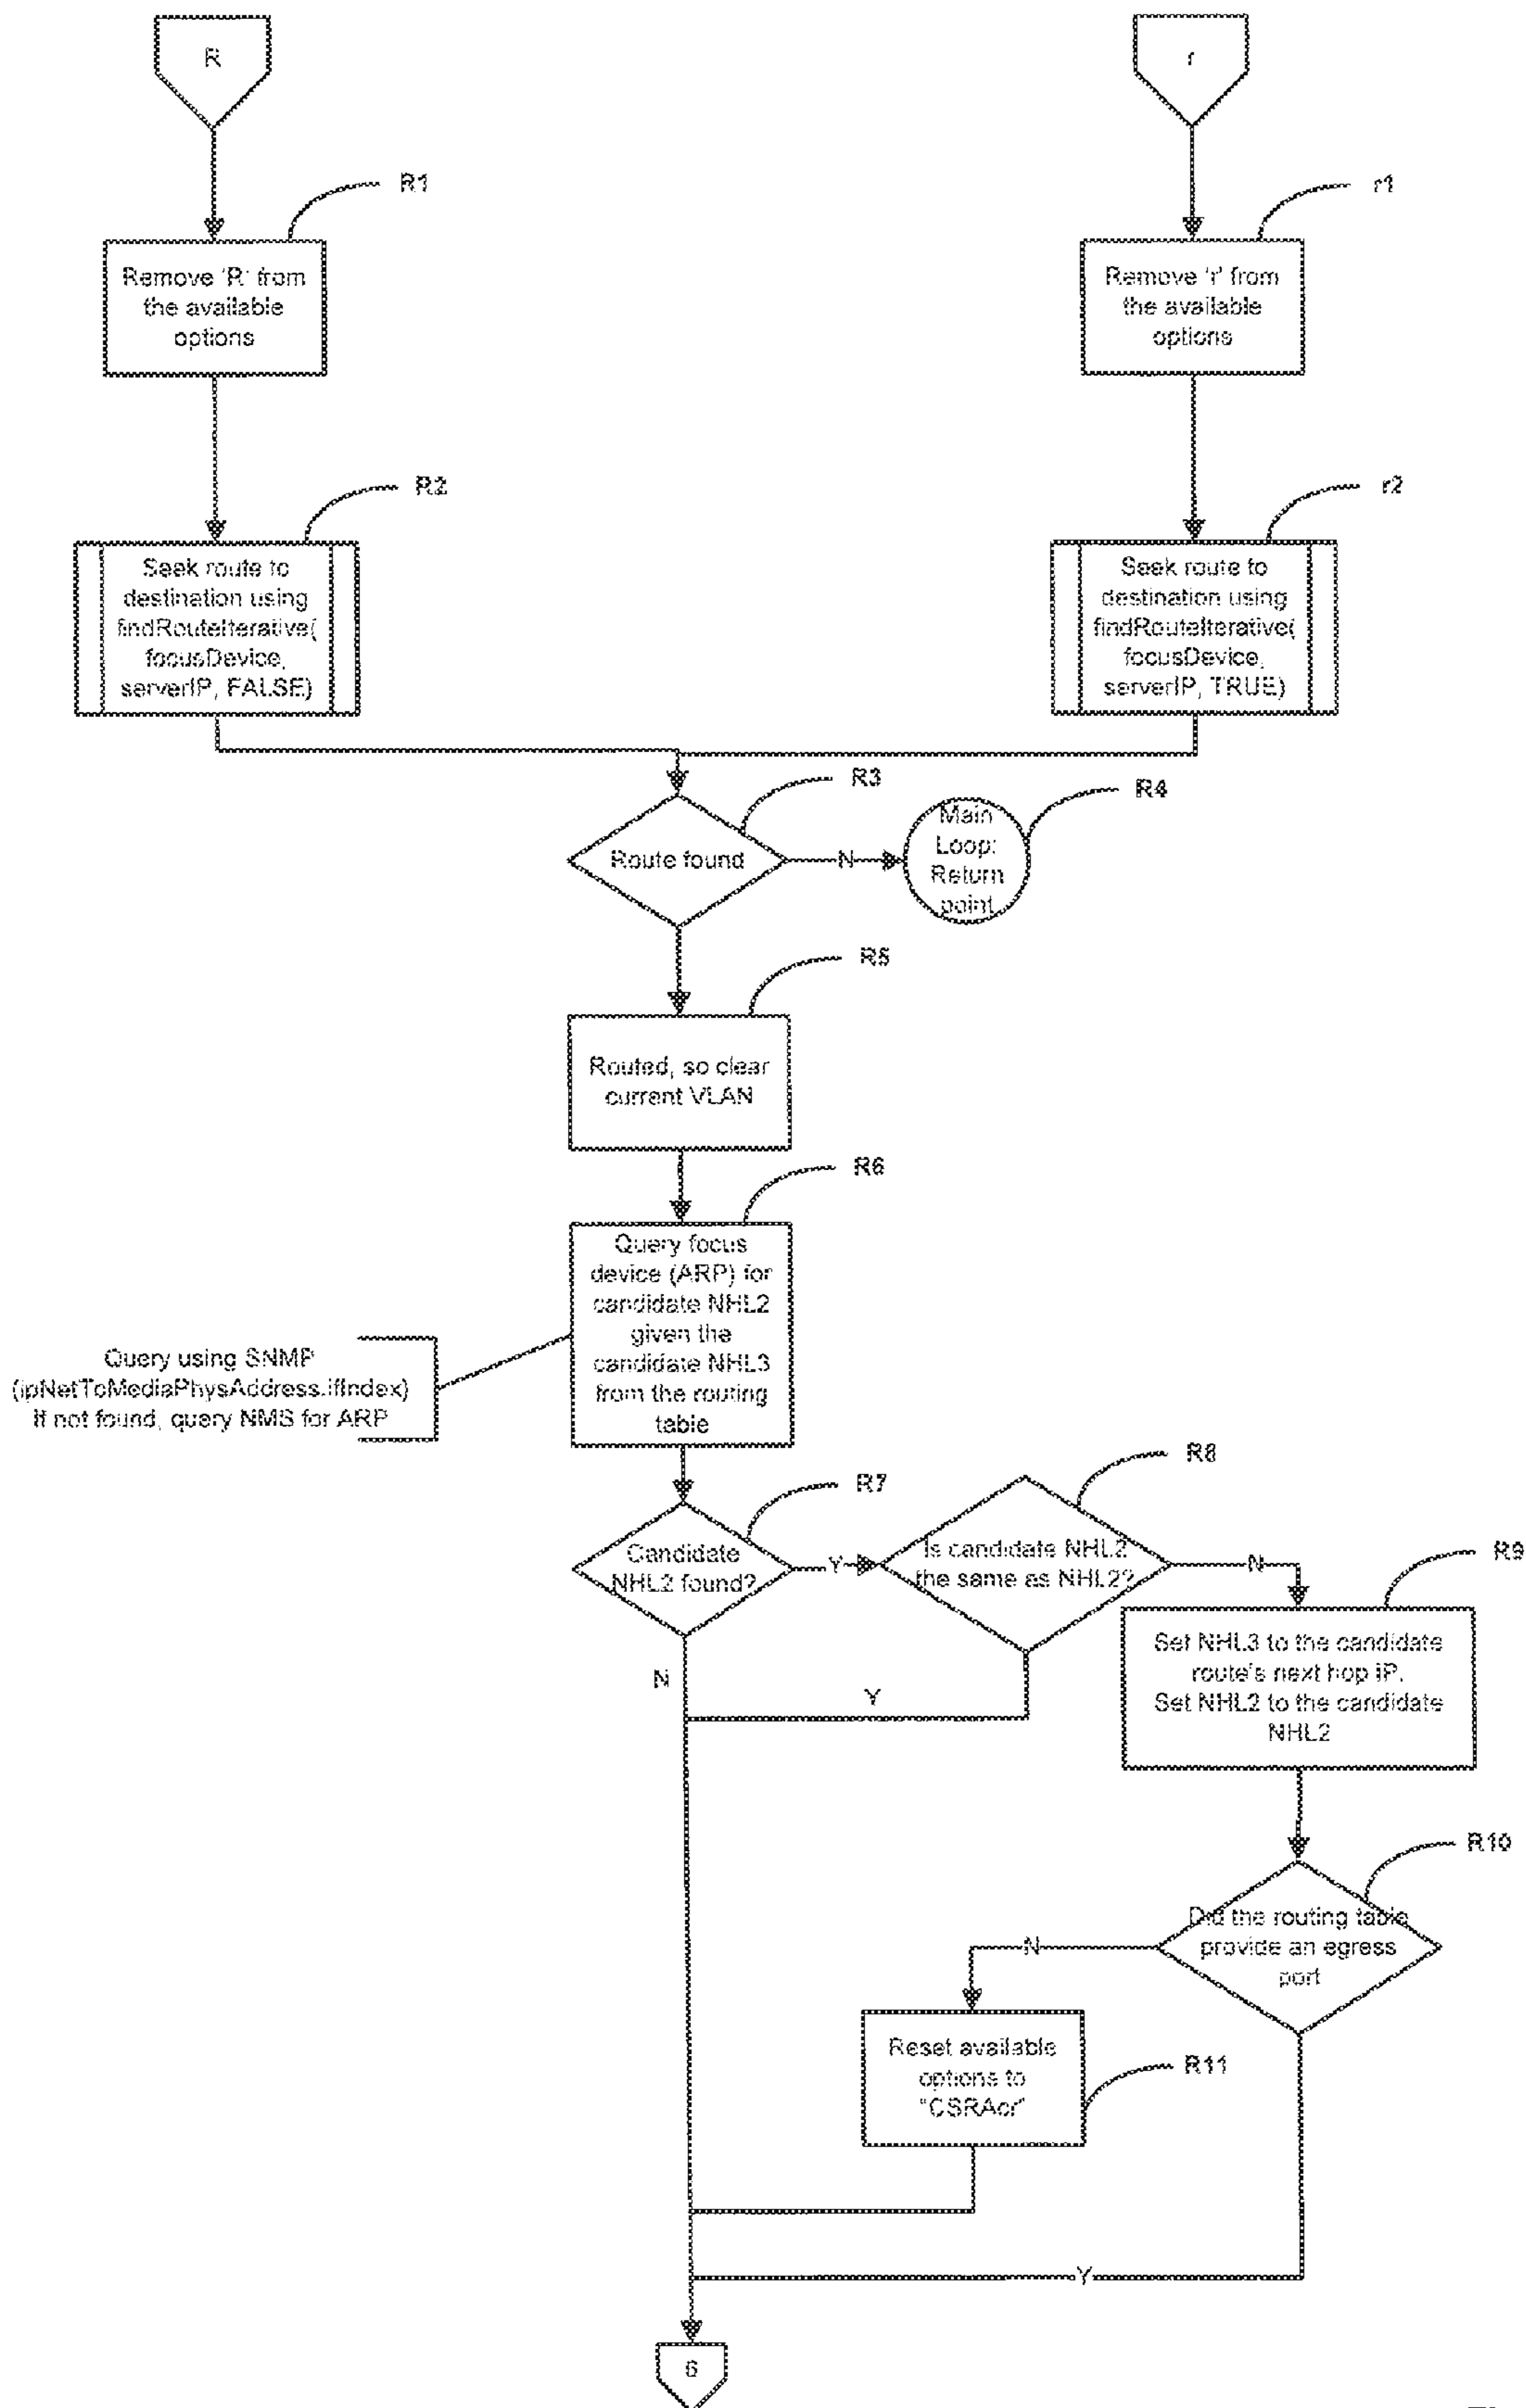 R
r
R1
r1
Remove 'R' from
the available
options
Remove 'r' from
the available
options
R2
r2
Seek route to
destination using
findRouteIterative(
focusDevice,
serverIP, FALSE)
Seek route to
destination using
findRouteIterative(
focusDevice,
serverIP, TRUE)
R3
R4
Route found
N
Main
Loop:
Return
point
R5
Routed, so clear
current VLAN
R6
Query focus
device (ARP) for
candidate NHL2
given the
candidate NHL3
from the routing
table
Query using SNMP
(ipNetToMediaPhysAddress.ifIndex)
If not found, query NMS for ARP
R7
R8
Candidate
NHL2 found?
Y
Is candidate NHL2
the same as NHL2?
N
R9
Set NHL3 to the candidate
route's next hop IP.
Set NHL2 to the candidate
NHL2
N
Y
R10
Did the routing table
provide an egress
port
N
Reset available
options to
"CSRAcr"
R11
Y
6